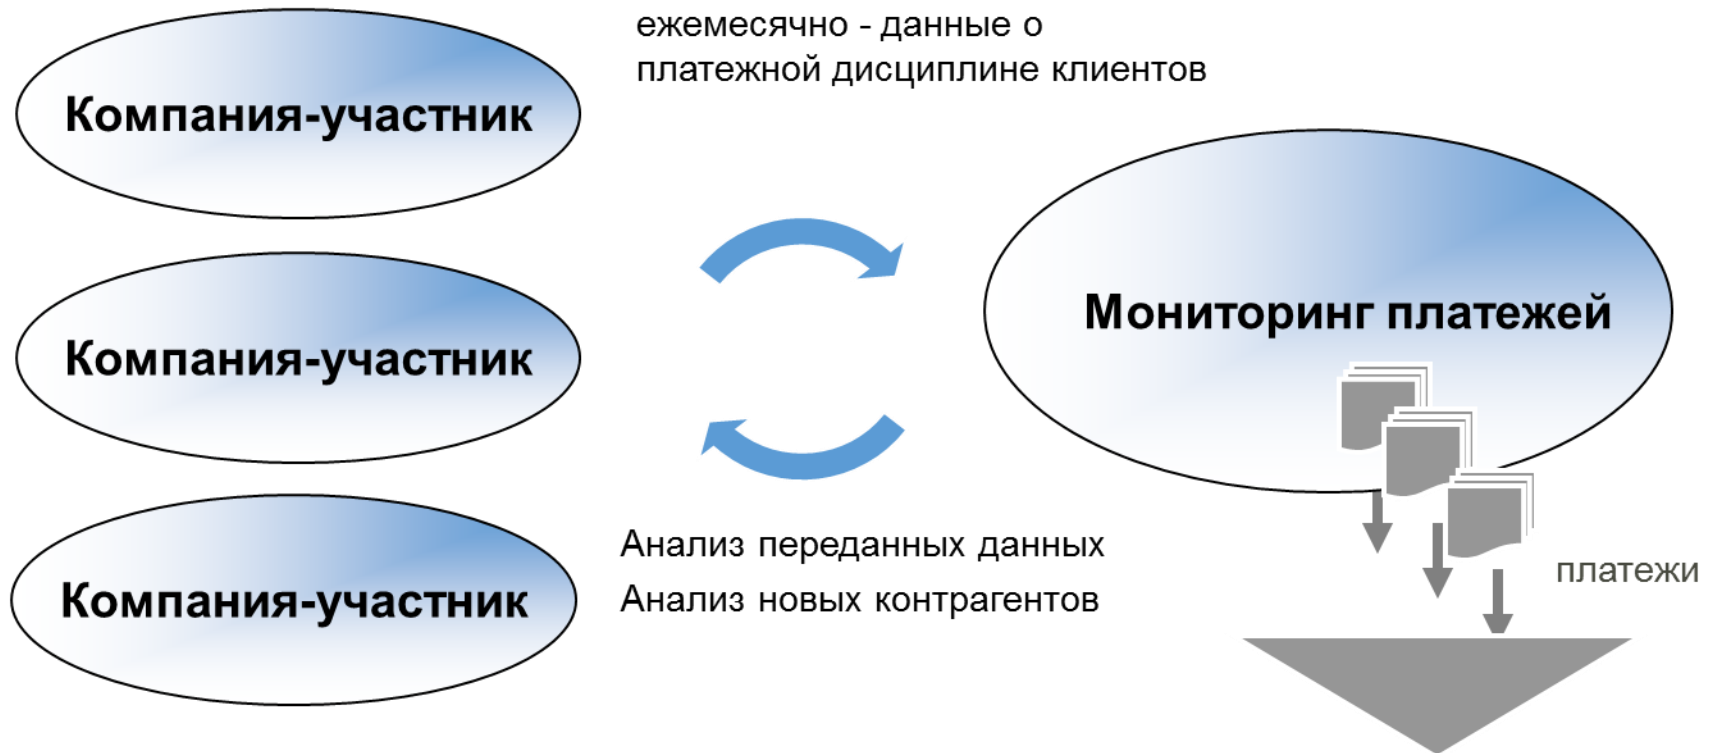 ежемесячно - данные о
платежной дисциплине клиентов
Компания-участник
Компания-участник
Компания-участник
Мониторинг платежей
Анализ переданных данных
Анализ новых контрагентов
платежи